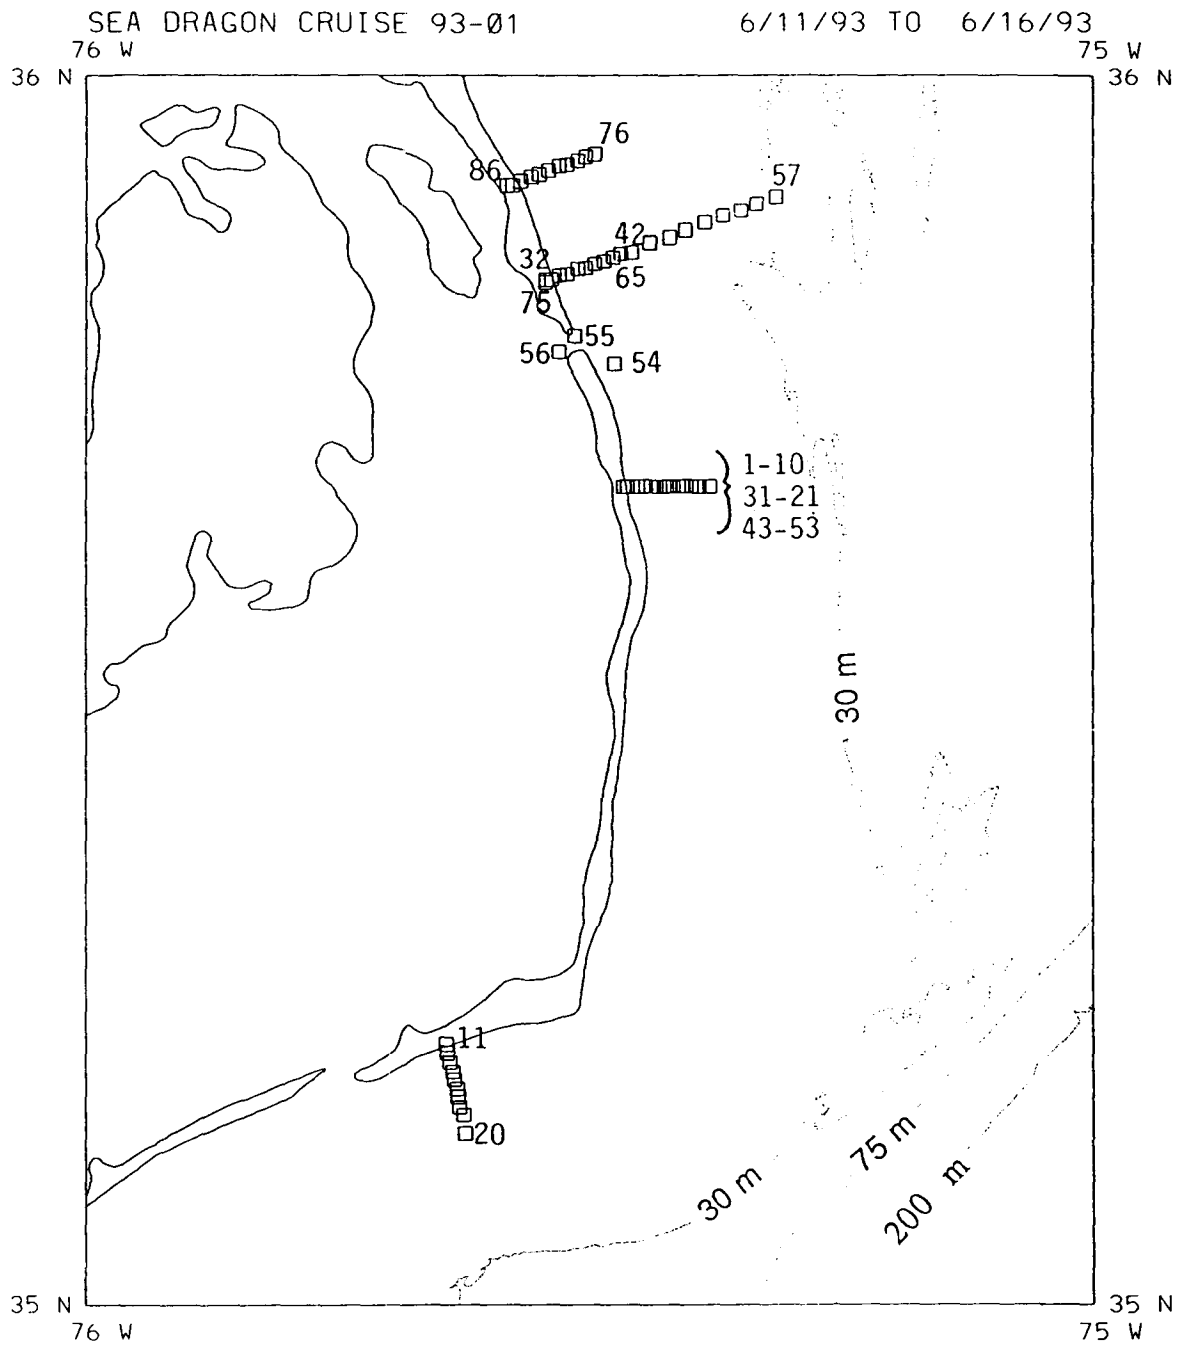 SEA DRAGON CRUISE 93-01 6/11/93 TO 6/16/93
76 W 75 W
36 N 36 N
76
86
57
42
32
65
75
55
56
54
1-10
31-21
43-53
30 m
11
20
75 m
30 m
200 m
35 N 35 N
76 W 75 W